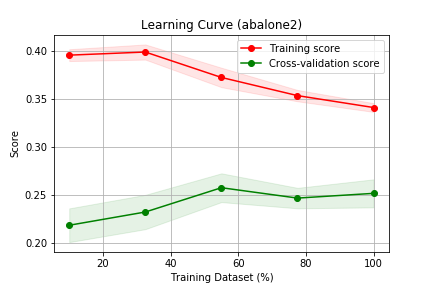 Learning Curve (abalone2)
Training score
Cross-validation score
0.40
0.35
0.30
0.25
0.20
Score
20
40
60
80
100
Training Dataset (%)